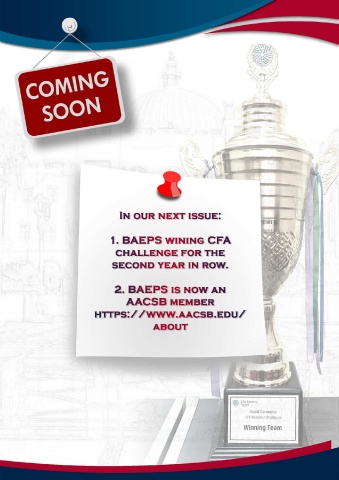 COMING
SOON
In our next issue:
1. BAEPS wining CFA
challenge for the
second year in row.
2. BAEPS is now an
AACSB member
https://www.aacsb.edu/
about
Winning Team